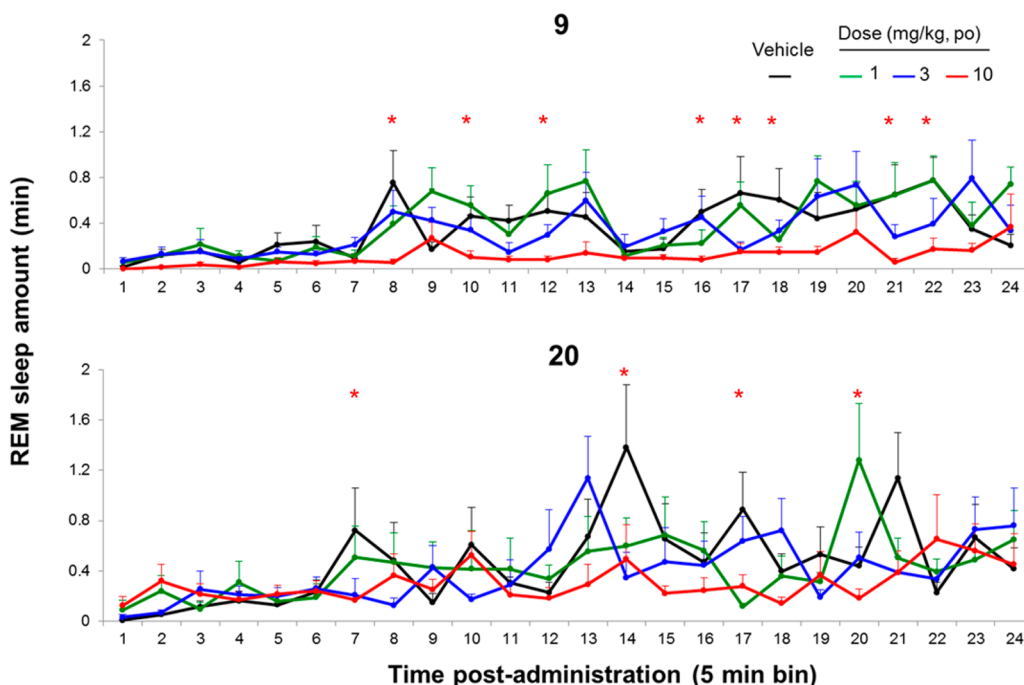 9
Vehicle
Dose (mg/kg, po)
1 3 10
REM sleep amount (min)
2
1.6
1.2
* * * * * * * *
0.8
0.4
0
1 2 3 4 5 6 7 8 9 10 11 12 13 14 15 16 17 18 19 20 21 22 23 24
20
2
* * * *
1.6
1.2
0.8
0.4
0
1 2 3 4 5 6 7 8 9 10 11 12 13 14 15 16 17 18 19 20 21 22 23 24
Time post-administration (5 min bin)